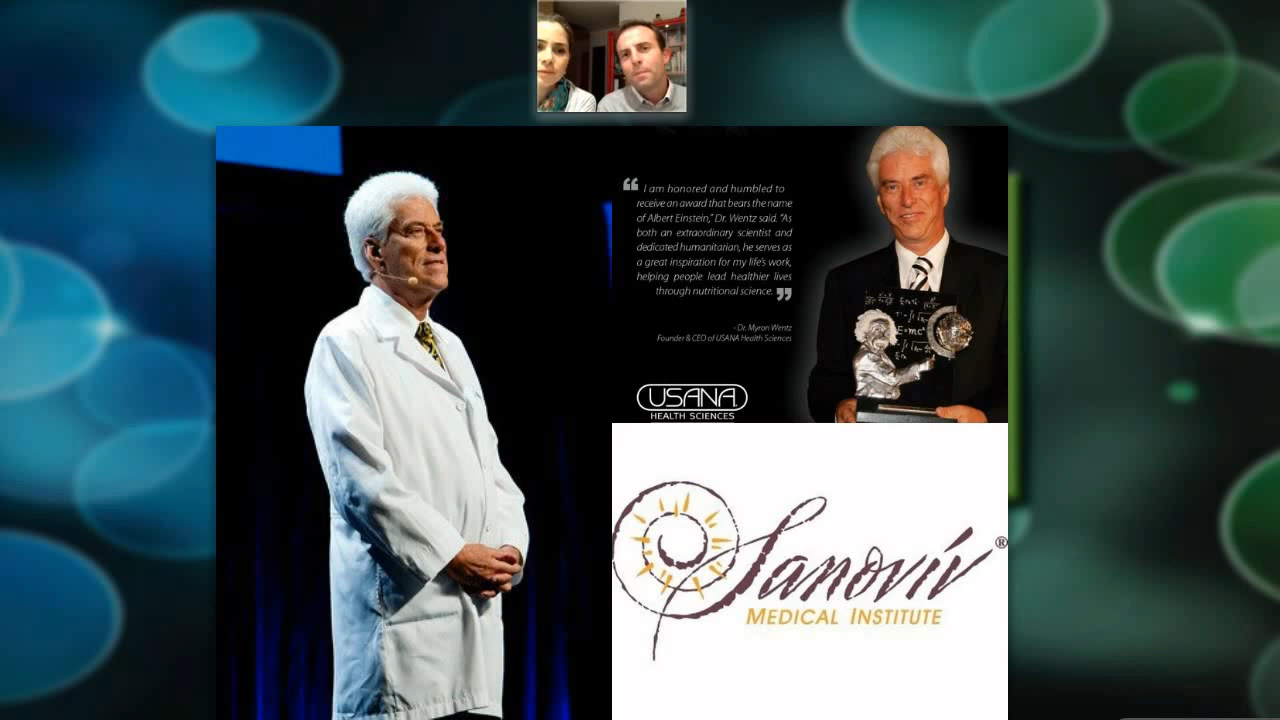 “ I am honored and humbled to
receive an award that bears the name
of Albert Einstein,” Dr. Wentz said. “As
both an extraordinary scientist and
dedicated humanitarian, he serves as
a great inspiration for my life’s work,
helping people lead healthier lives
through nutritional science. ”
- Dr. Myron Wentz
Founder & CEO of USANA Health Sciences
E=mc²
USANA
HEALTH SCIENCES
Sanovív®
MEDICAL INSTITUTE